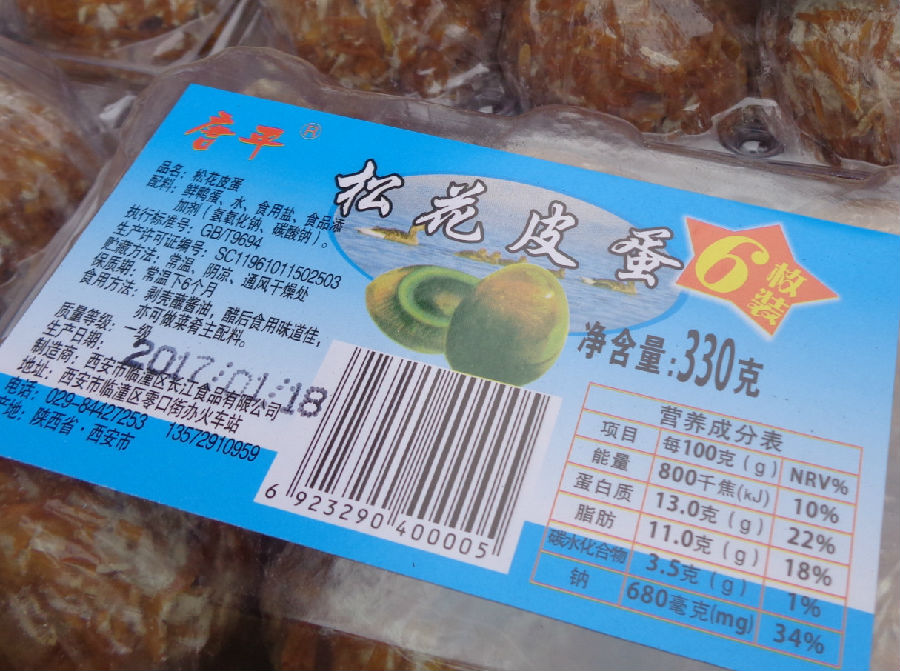 唐平®
松花皮蛋
6枚装
净含量:330克
品名:松花皮蛋
配料:鲜鸭蛋、水、食用盐、食品添
加剂(氢氧化钠、碳酸钠)。
执行标准号:GB/T9694
生产许可证编号:SC11961011502503
贮藏方法:常温、阴凉、通风干燥处
保质期:常温下6个月
食用方法:剥壳蘸酱油,醋后食用味道佳,
亦可做菜肴主配料。
质量等级:一级
生产日期:2017:01:18
制造商:西安市临潼区长江食品有限公司
地址:西安市临潼区零口街办火车站
电话:029-84427253 13572910959
产地:陕西省·西安市
6 923290 400005
营养成分表
项目 每100克(g) NRV%
能量 800千焦(kJ) 10%
蛋白质 13.0克(g) 22%
脂肪 11.0克(g) 18%
碳水化合物 3.5克(g) 1%
钠 680毫克(mg) 34%